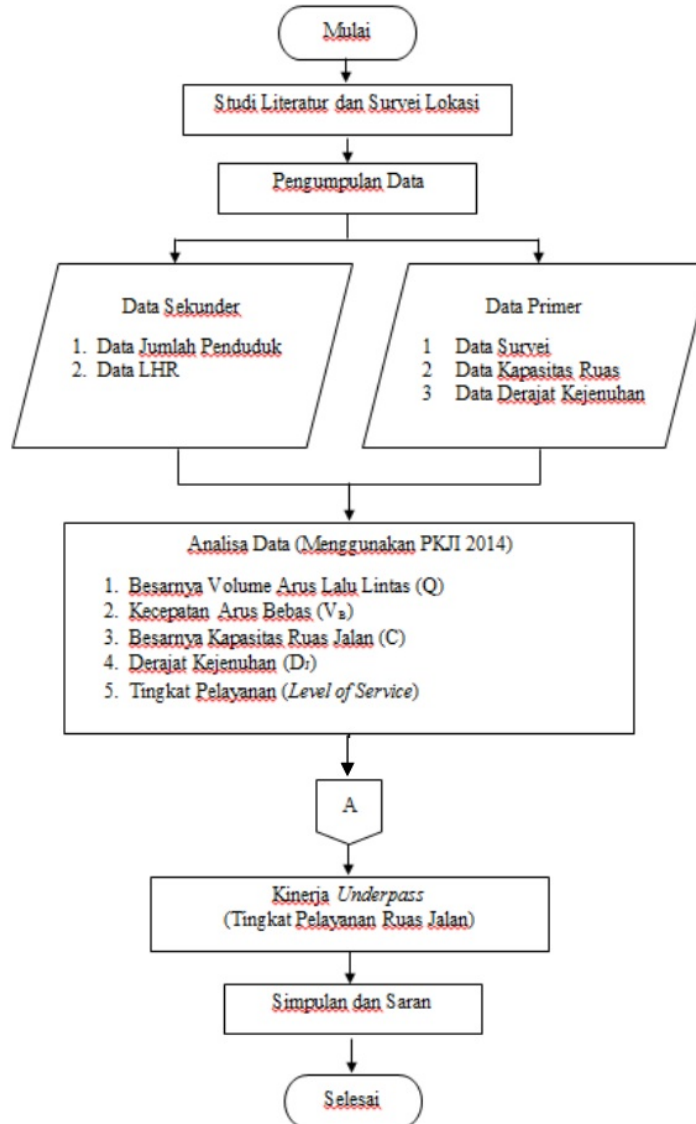 Mulai
Studi Literatur dan Survei Lokasi
Pengumpulan Data
Data Sekunder
1. Data Jumlah Penduduk
2. Data LHR
Data Primer
1 Data Survei
2 Data Kapasitas Ruas
3 Data Derajat Kejenuhan
Analisa Data (Menggunakan PKJI 2014)
1. Besarnya Volume Arus Lalu Lintas (Q)
2. Kecepatan Arus Bebas (VB)
3. Besarnya Kapasitas Ruas Jalan (C)
4. Derajat Kejenuhan (DJ)
5. Tingkat Pelayanan (Level of Service)
A
Kinerja Underpass
(Tingkat Pelayanan Ruas Jalan)
Simpulan dan Saran
Selesai